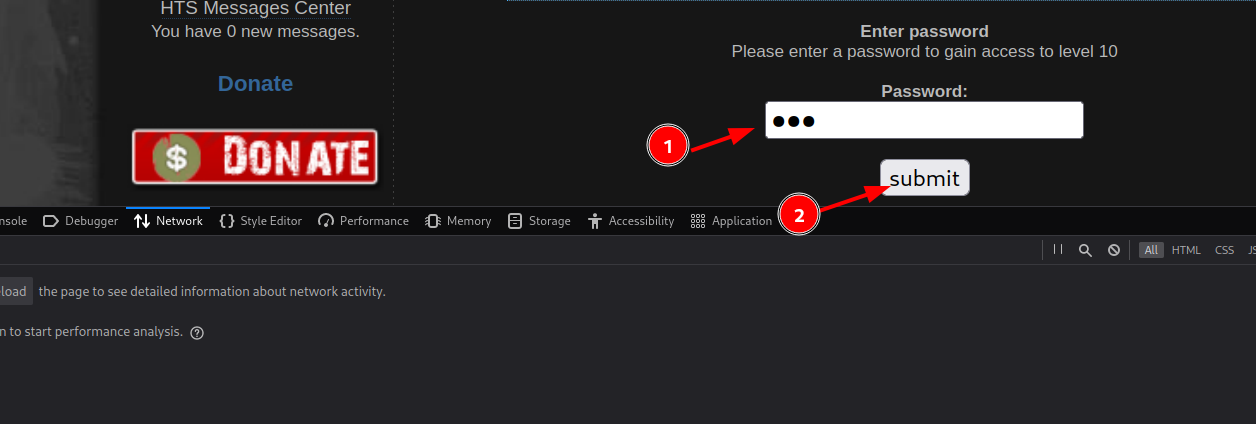 HTS Messages Center
You have 0 new messages.
Donate
$ DONATE
Enter password
Please enter a password to gain access to level 10
Password:
1
submit
2
nsole Debugger Network Style Editor Performance Memory Storage Accessibility Application
All HTML CSS JS
load the page to see detailed information about network activity.
n to start performance analysis. ?